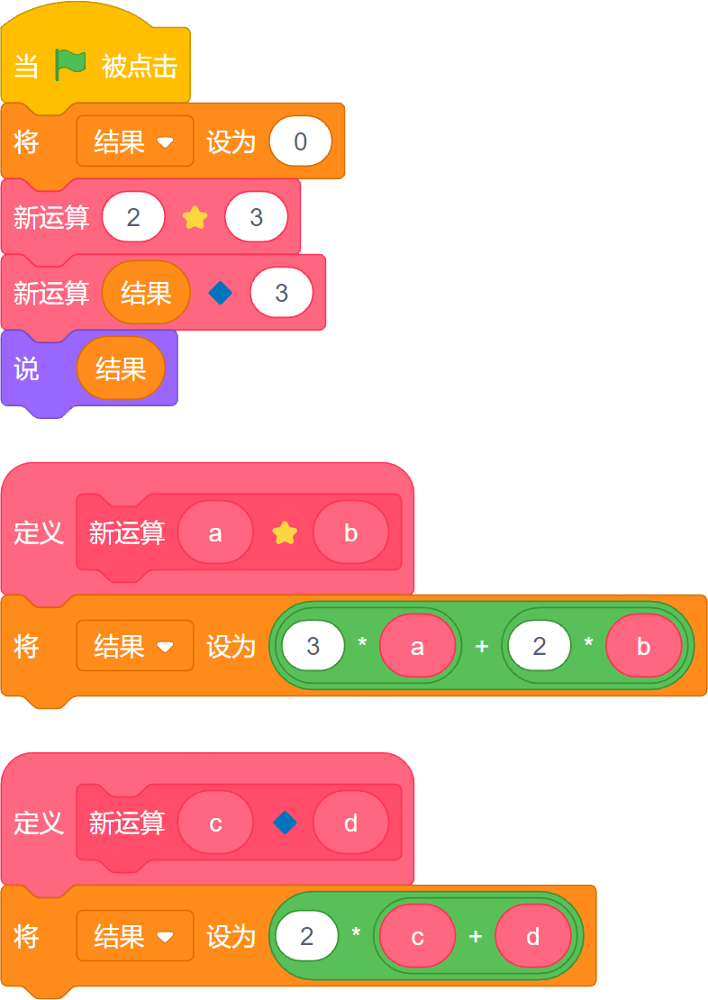 当 被点击
将 结果 设为 0
新运算 2 3
新运算 结果 3
说 结果
定义 新运算 a b
将 结果 设为 3 * a + 2 * b
定义 新运算 c d
将 结果 设为 2 * c + d